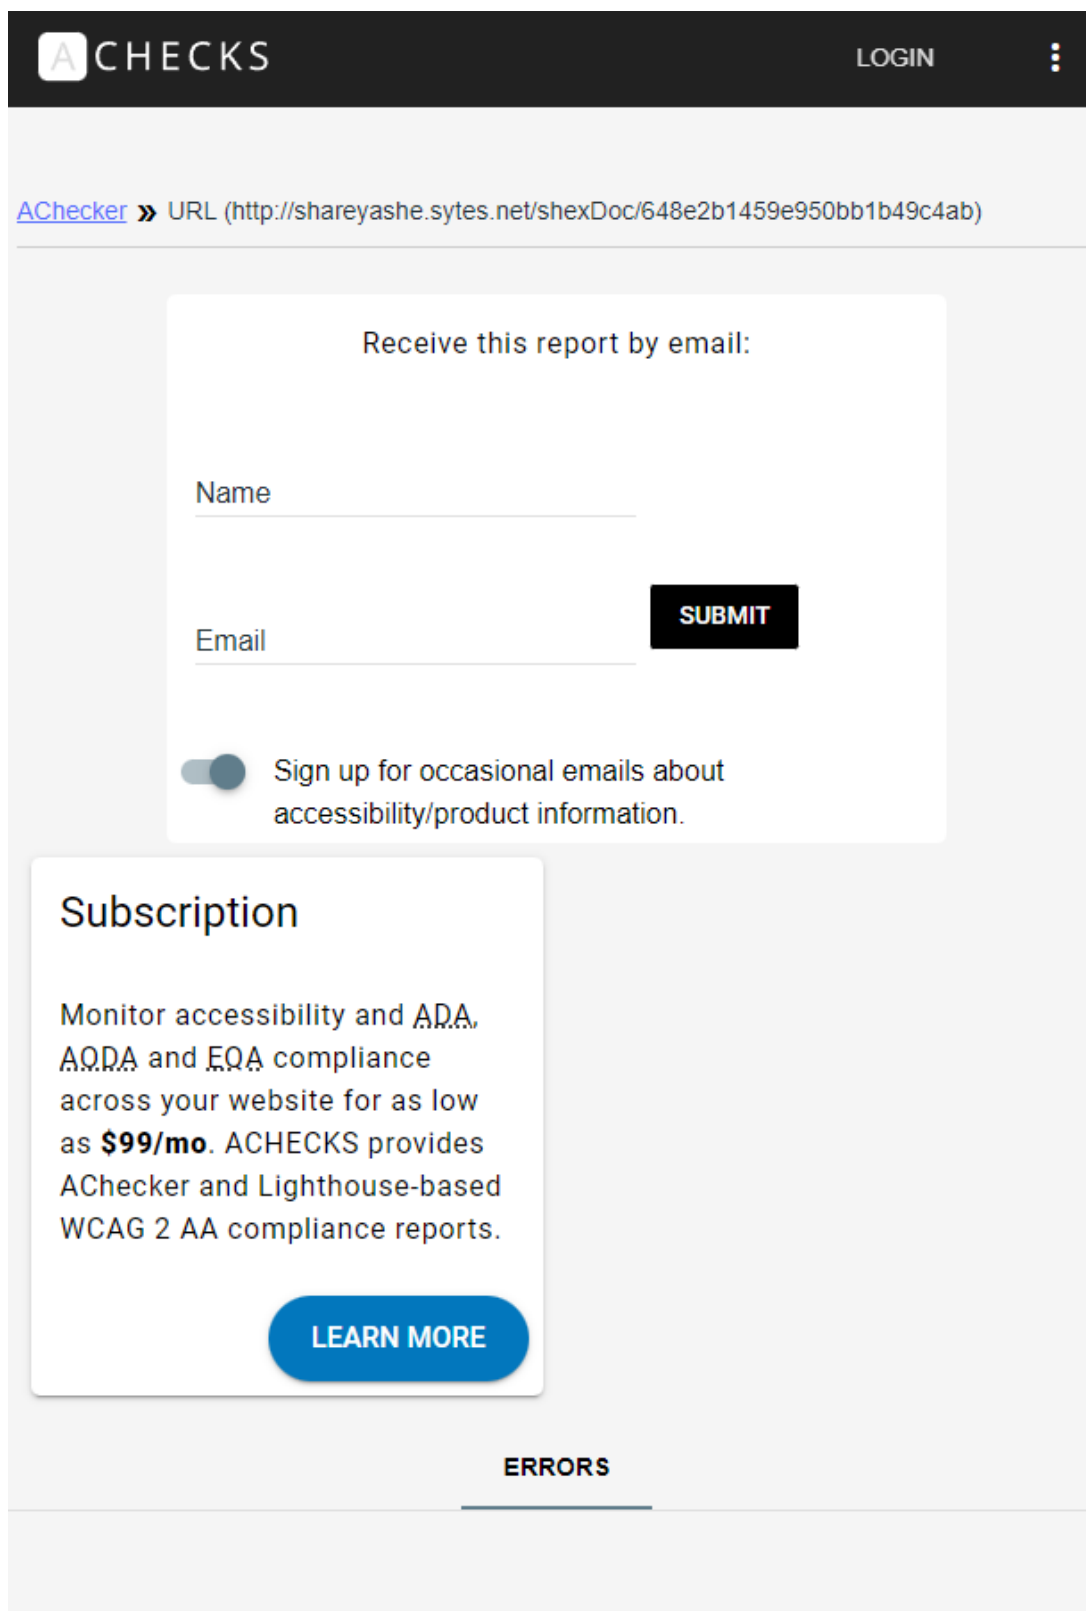 ACHECKS LOGIN
AChecker » URL (http://shareyashe.sytes.net/shexDoc/648e2b1459e950bb1b49c4ab)
Receive this report by email:
Name
Email
SUBMIT
Sign up for occasional emails about
accessibility/product information.
Subscription
Monitor accessibility and ADA,
AODA and EQA compliance
across your website for as low
as $99/mo. ACHECKS provides
AChecker and Lighthouse-based
WCAG 2 AA compliance reports.
LEARN MORE
ERRORS